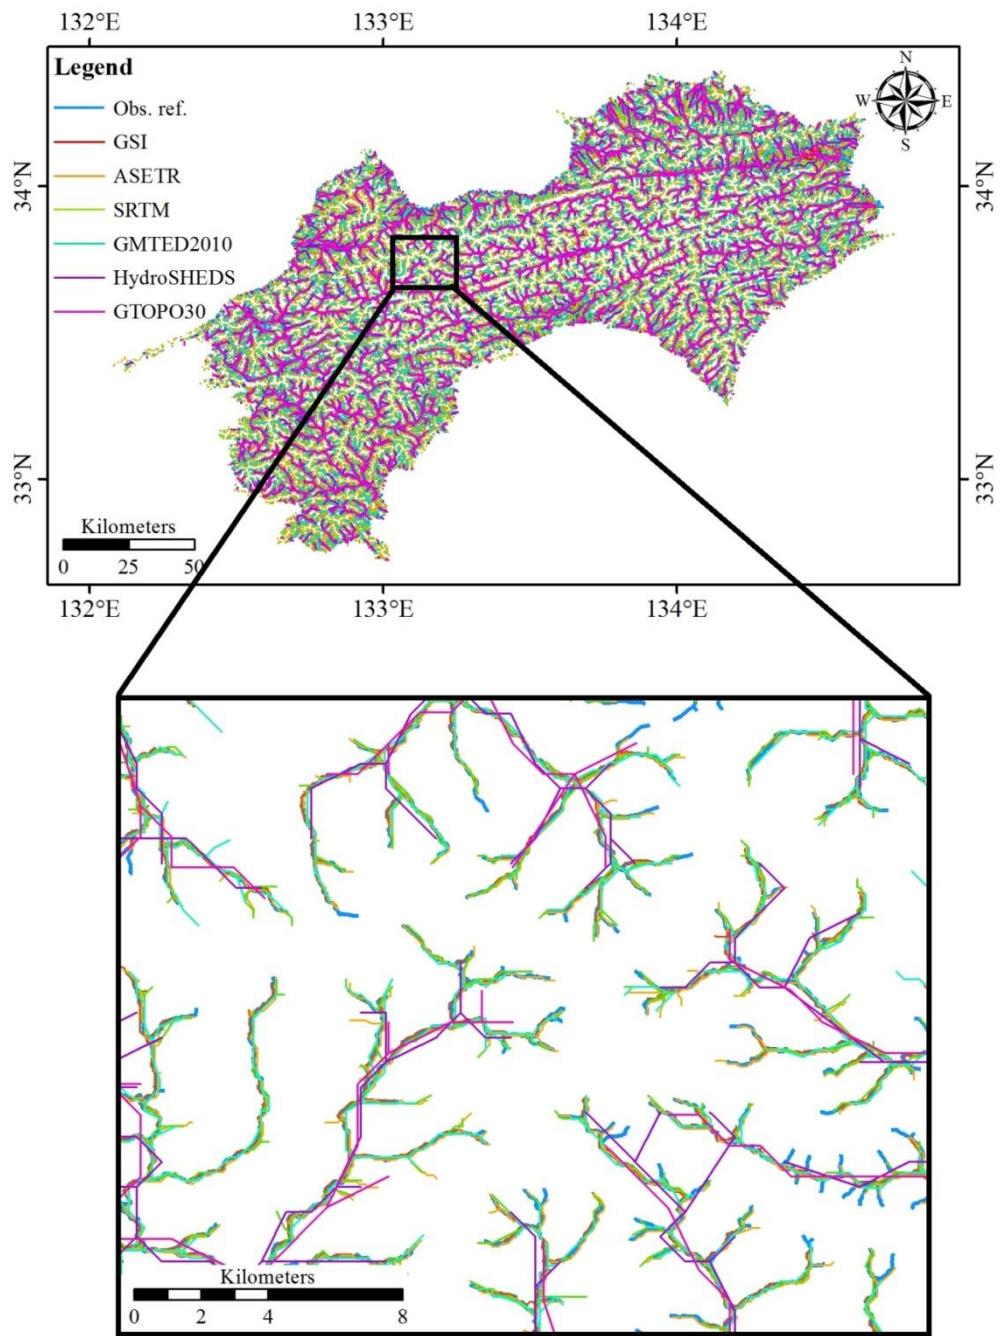 132°E 133°E 134°E
Legend
Obs. ref.
GSI
ASETR
SRTM
GMTED2010
HydroSHEDS
GTOPO30
N
W E
S
34°N 34°N
33°N 33°N
Kilometers
0 25 50
132°E 133°E 134°E
Kilometers
0 2 4 8